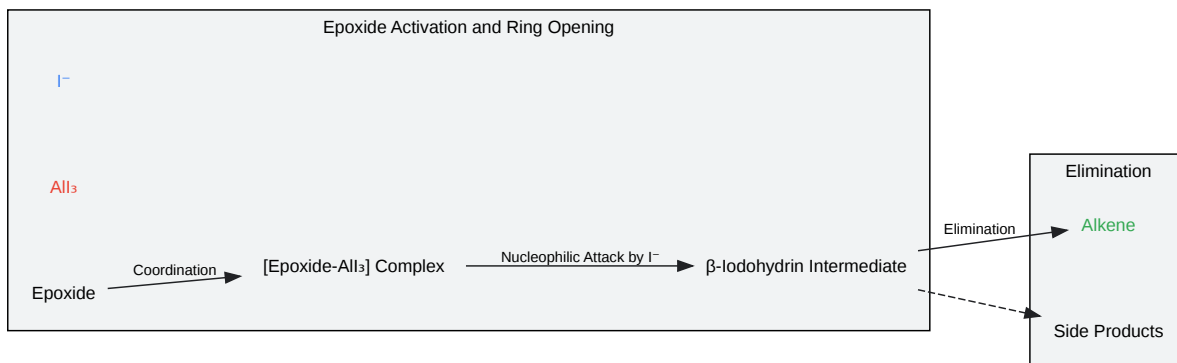 Epoxide Activation and Ring Opening
I⁻
AlI₃
Epoxide
Coordination
[Epoxide-AlI₃] Complex
Nucleophilic Attack by I⁻
β-Iodohydrin Intermediate
Elimination
Elimination
Alkene
Side Products